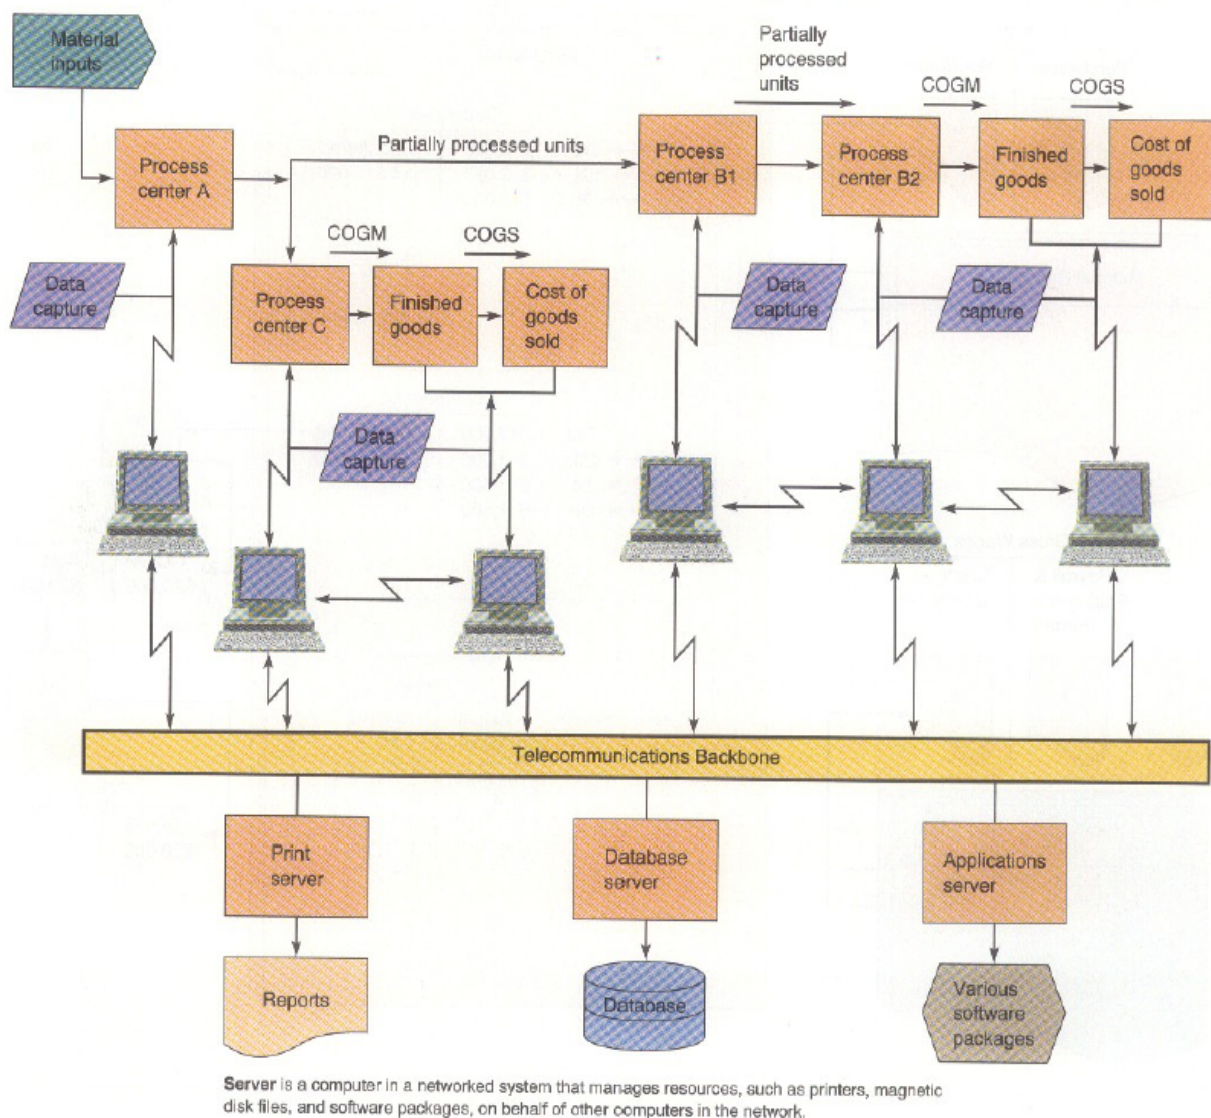 Material
inputs
Process
center A
Data
capture
Partially processed units
COGM
COGS
Process
center C
Finished
goods
Cost of
goods
sold
Data
capture
Partially
processed
units
COGM
COGS
Process
center B1
Process
center B2
Finished
goods
Cost of
goods
sold
Data
capture
Data
capture
Telecommunications Backbone
Print
server
Database
server
Applications
server
Reports
Database
Various
software
packages
Server is a computer in a networked system that manages resources, such as printers, magnetic
disk files, and software packages, on behalf of other computers in the network.